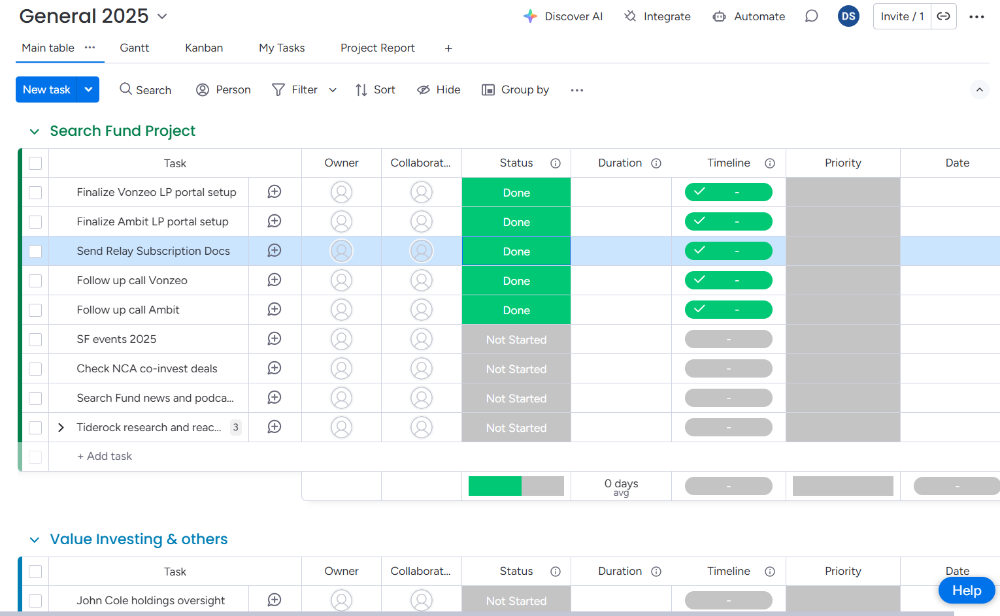 General 2025
Discover AI
Integrate
Automate
DS
Invite / 1
Main table
Gantt
Kanban
My Tasks
Project Report
+
New task
Search
Person
Filter
Sort
Hide
Group by
Search Fund Project
Task Owner Collaborat... Status Duration Timeline Priority Date
Finalize Vonzeo LP portal setup Done -
Finalize Ambit LP portal setup Done -
Send Relay Subscription Docs Done -
Follow up call Vonzeo Done -
Follow up call Ambit Done -
SF events 2025 Not Started -
Check NCA co-invest deals Not Started -
Search Fund news and podca... Not Started -
Tiderock research and reac... 3 Not Started -
+ Add task
0 days - -
avg
Value Investing & others
Task Owner Collaborat... Status Duration Timeline Priority Date
John Cole holdings oversight Not Started -
Help